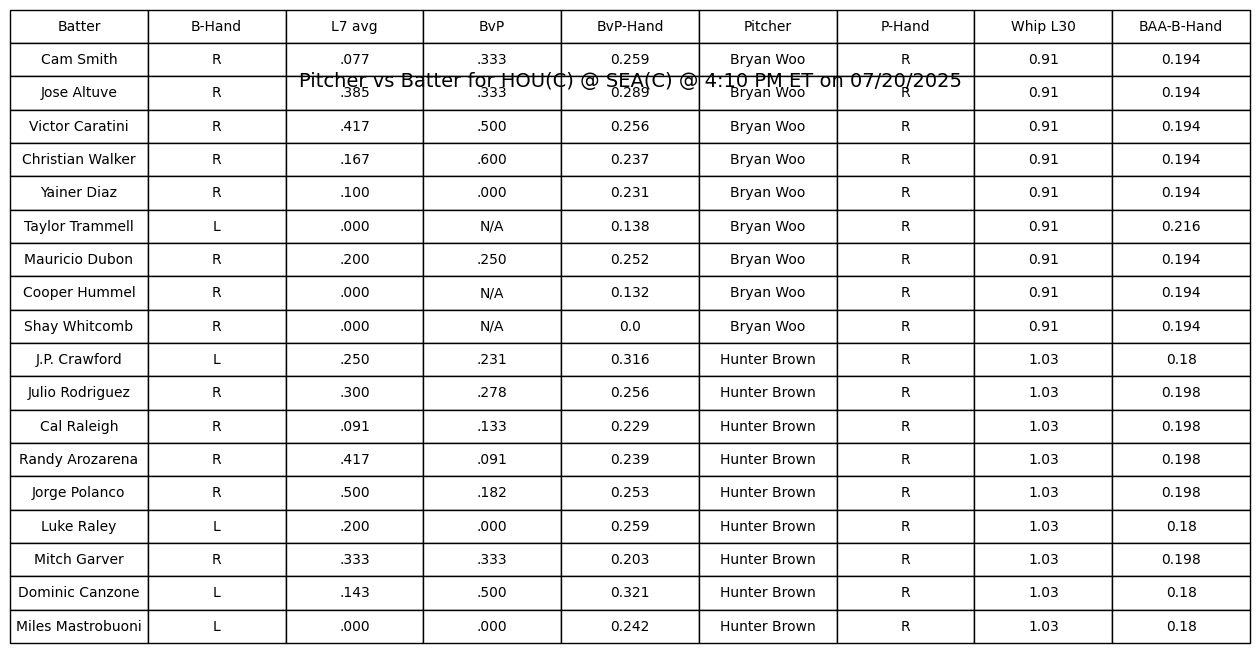 Batter B-Hand L7 avg BvP BvP-Hand Pitcher P-Hand Whip L30 BAA-B-Hand
Cam Smith R .077 .333 0.259 Bryan Woo R 0.91 0.194
Pitcher vs Batter for HOU(C) @ SEA(C) @ 4:10 PM ET on 07/20/2025
Jose Altuve R .385 .333 0.289 Bryan Woo R 0.91 0.194
Victor Caratini R .417 .500 0.256 Bryan Woo R 0.91 0.194
Christian Walker R .167 .600 0.237 Bryan Woo R 0.91 0.194
Yainer Diaz R .100 .000 0.231 Bryan Woo R 0.91 0.194
Taylor Trammell L .000 N/A 0.138 Bryan Woo R 0.91 0.216
Mauricio Dubon R .200 .250 0.252 Bryan Woo R 0.91 0.194
Cooper Hummel R .000 N/A 0.132 Bryan Woo R 0.91 0.194
Shay Whitcomb R .000 N/A 0.0 Bryan Woo R 0.91 0.194
J.P. Crawford L .250 .231 0.316 Hunter Brown R 1.03 0.18
Julio Rodriguez R .300 .278 0.256 Hunter Brown R 1.03 0.198
Cal Raleigh R .091 .133 0.229 Hunter Brown R 1.03 0.198
Randy Arozarena R .417 .091 0.239 Hunter Brown R 1.03 0.198
Jorge Polanco R .500 .182 0.253 Hunter Brown R 1.03 0.198
Luke Raley L .200 .000 0.259 Hunter Brown R 1.03 0.18
Mitch Garver R .333 .333 0.203 Hunter Brown R 1.03 0.198
Dominic Canzone L .143 .500 0.321 Hunter Brown R 1.03 0.18
Miles Mastrobuoni L .000 .000 0.242 Hunter Brown R 1.03 0.18